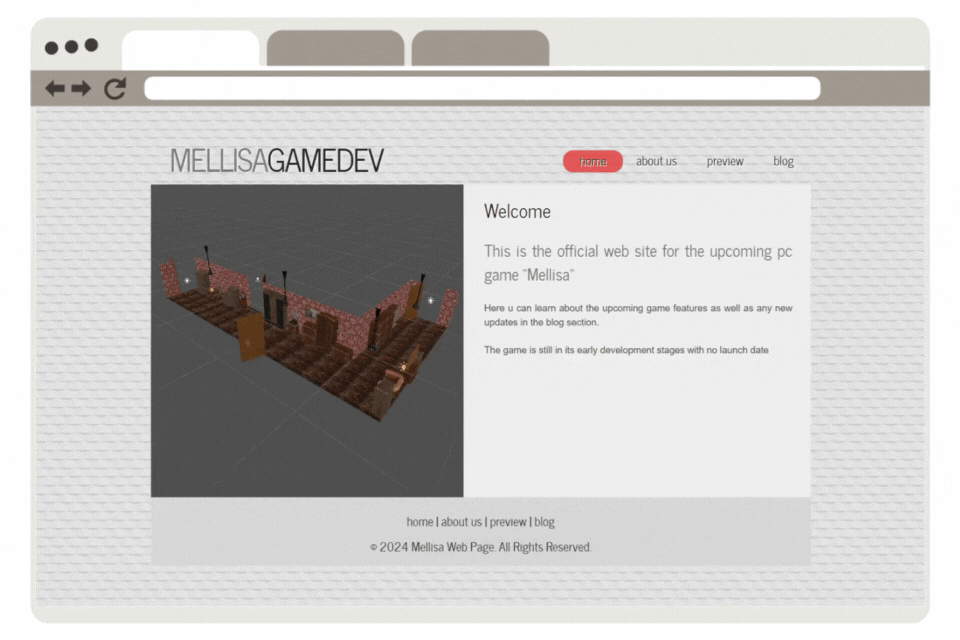 MELLISAGAMEDEV
home about us preview blog
Welcome
This is the official web site for the upcoming pc
game "Mellisa"
Here u can learn about the upcoming game features as well as any new
updates in the blog section.
The game is still in its early development stages with no launch date
home | about us | preview | blog
© 2024 Mellisa Web Page. All Rights Reserved.